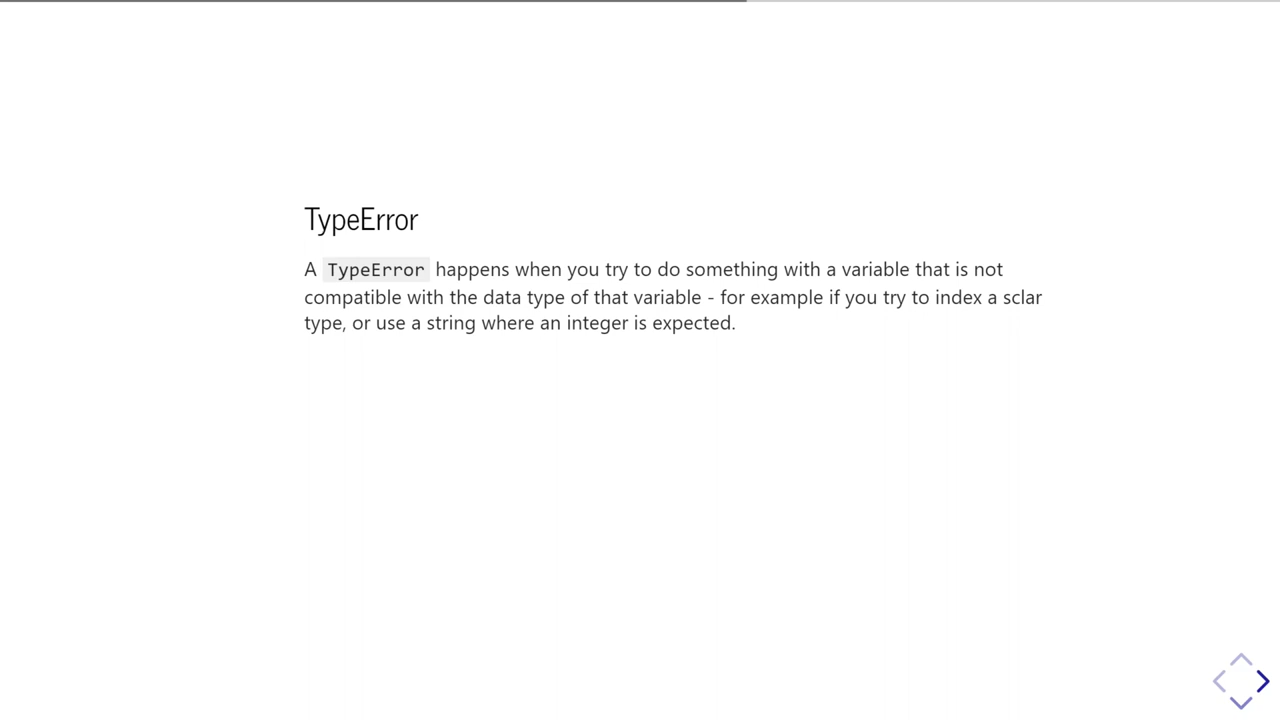 TypeError
A TypeError happens when you try to do something with a variable that is not
compatible with the data type of that variable - for example if you try to index a sclar
type, or use a string where an integer is expected.